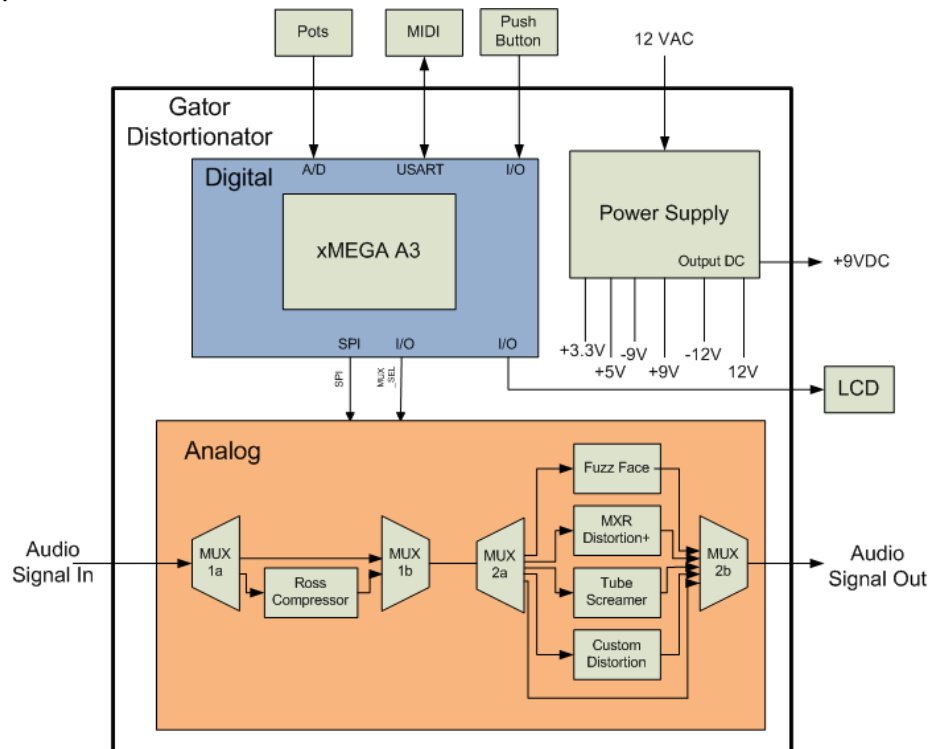 Pots
MIDI
Push
Button
12 VAC
Gator
Distortionator
A/D
USART
I/O
Digital
xMEGA A3
SPI
I/O
I/O
Power Supply
Output DC
+9VDC
+3.3V
+5V
-9V
+9V
-12V
12V
SPI
MUX
_SEL
LCD
Analog
Audio
Signal In
MUX
1a
Ross
Compressor
MUX
1b
MUX
2a
Fuzz Face
MXR
Distortion+
Tube
Screamer
Custom
Distortion
MUX
2b
Audio
Signal Out